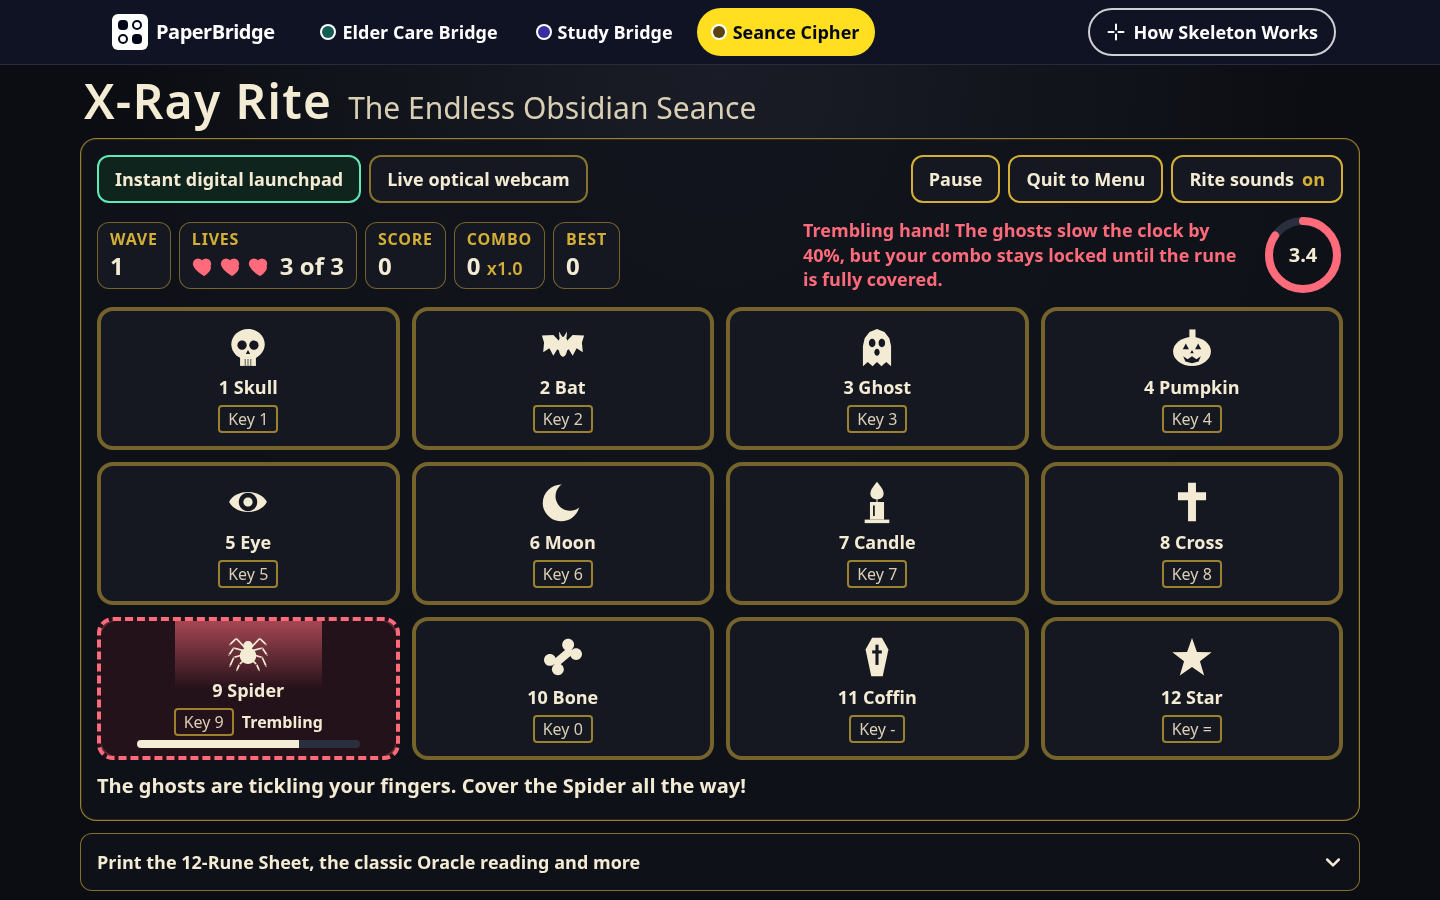 PaperBridge
Elder Care Bridge
Study Bridge
Seance Cipher
How Skeleton Works
X-Ray Rite The Endless Obsidian Seance
Instant digital launchpad
Live optical webcam
Pause
Quit to Menu
Rite sounds on
WAVE
1
LIVES
3 of 3
SCORE
0
COMBO
0 x1.0
BEST
0
Trembling hand! The ghosts slow the clock by
40%, but your combo stays locked until the rune
is fully covered.
3.4
1 Skull
Key 1
2 Bat
Key 2
3 Ghost
Key 3
4 Pumpkin
Key 4
5 Eye
Key 5
6 Moon
Key 6
7 Candle
Key 7
8 Cross
Key 8
9 Spider
Key 9 Trembling
10 Bone
Key 0
11 Coffin
Key -
12 Star
Key =
The ghosts are tickling your fingers. Cover the Spider all the way!
Print the 12-Rune Sheet, the classic Oracle reading and more